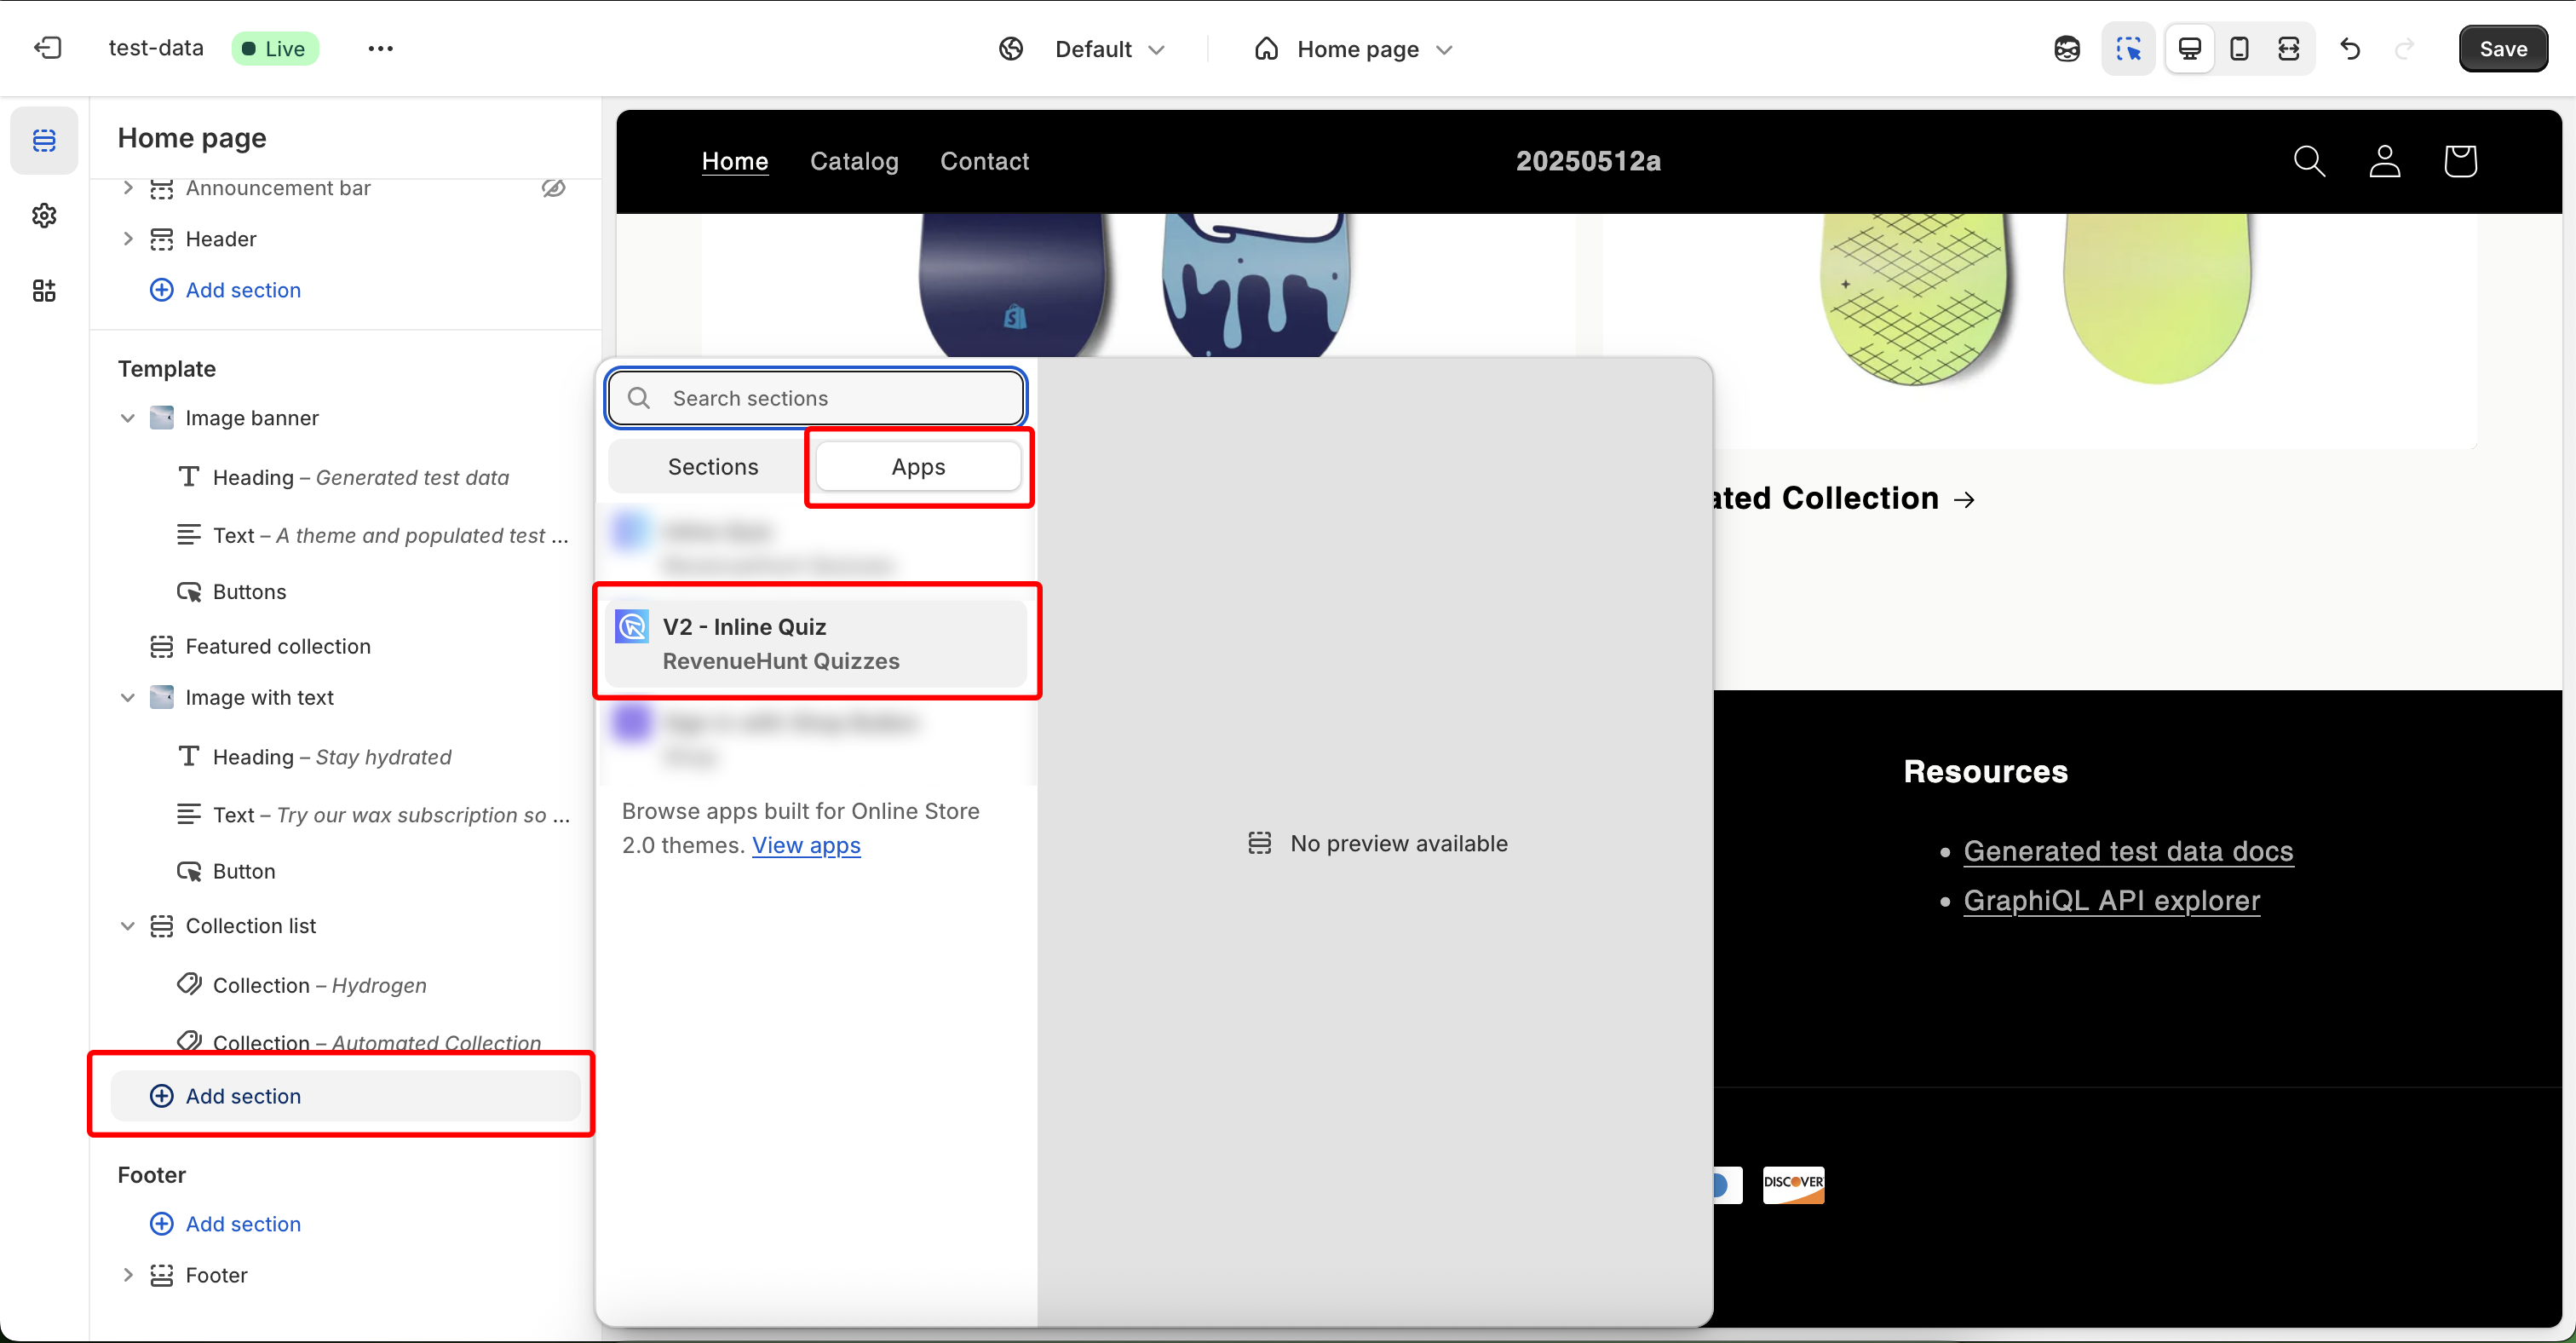 test-data
Live
Default
Home page
Save
Home page
Announcement bar
Header
Add section
Template
Image banner
Heading – Generated test data
Text – A theme and populated test ...
Buttons
Featured collection
Image with text
Heading – Stay hydrated
Text – Try our wax subscription so ...
Button
Collection list
Collection – Hydrogen
Collection – Automated Collection
Add section
Footer
Add section
Footer
Search sections
Sections
Apps
V2 - Inline Quiz
RevenueHunt Quizzes
Browse apps built for Online Store
2.0 themes. View apps
No preview available
Home
Catalog
Contact
20250512a
ated Collection →
Resources
• Generated test data docs
• GraphiQL API explorer
DISCOVER